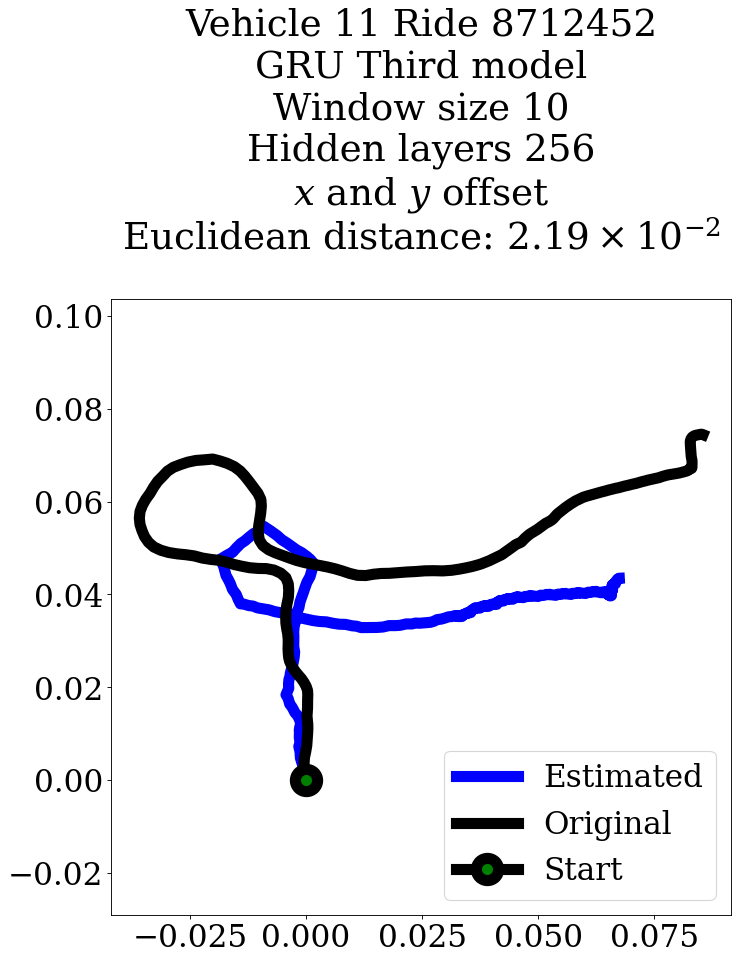 Vehicle 11 Ride 8712452
GRU Third model
Window size 10
Hidden layers 256
x and y offset
Euclidean distance: 2.19 × 10⁻²
0.10
0.08
0.06
0.04
0.02
0.00
−0.02
Estimated
Original
Start
−0.025 0.000 0.025 0.050 0.075